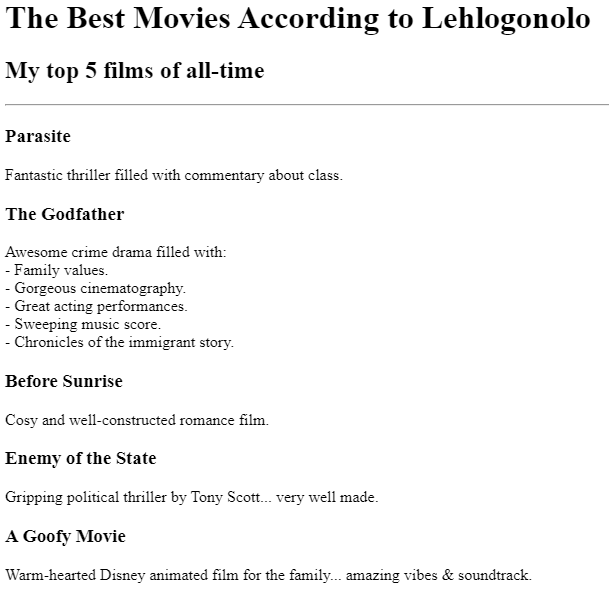 The Best Movies According to Lehlogonolo
My top 5 films of all-time
Parasite
Fantastic thriller filled with commentary about class.
The Godfather
Awesome crime drama filled with:
- Family values.
- Gorgeous cinematography.
- Great acting performances.
- Sweeping music score.
- Chronicles of the immigrant story.
Before Sunrise
Cosy and well-constructed romance film.
Enemy of the State
Gripping political thriller by Tony Scott... very well made.
A Goofy Movie
Warm-hearted Disney animated film for the family... amazing vibes & soundtrack.